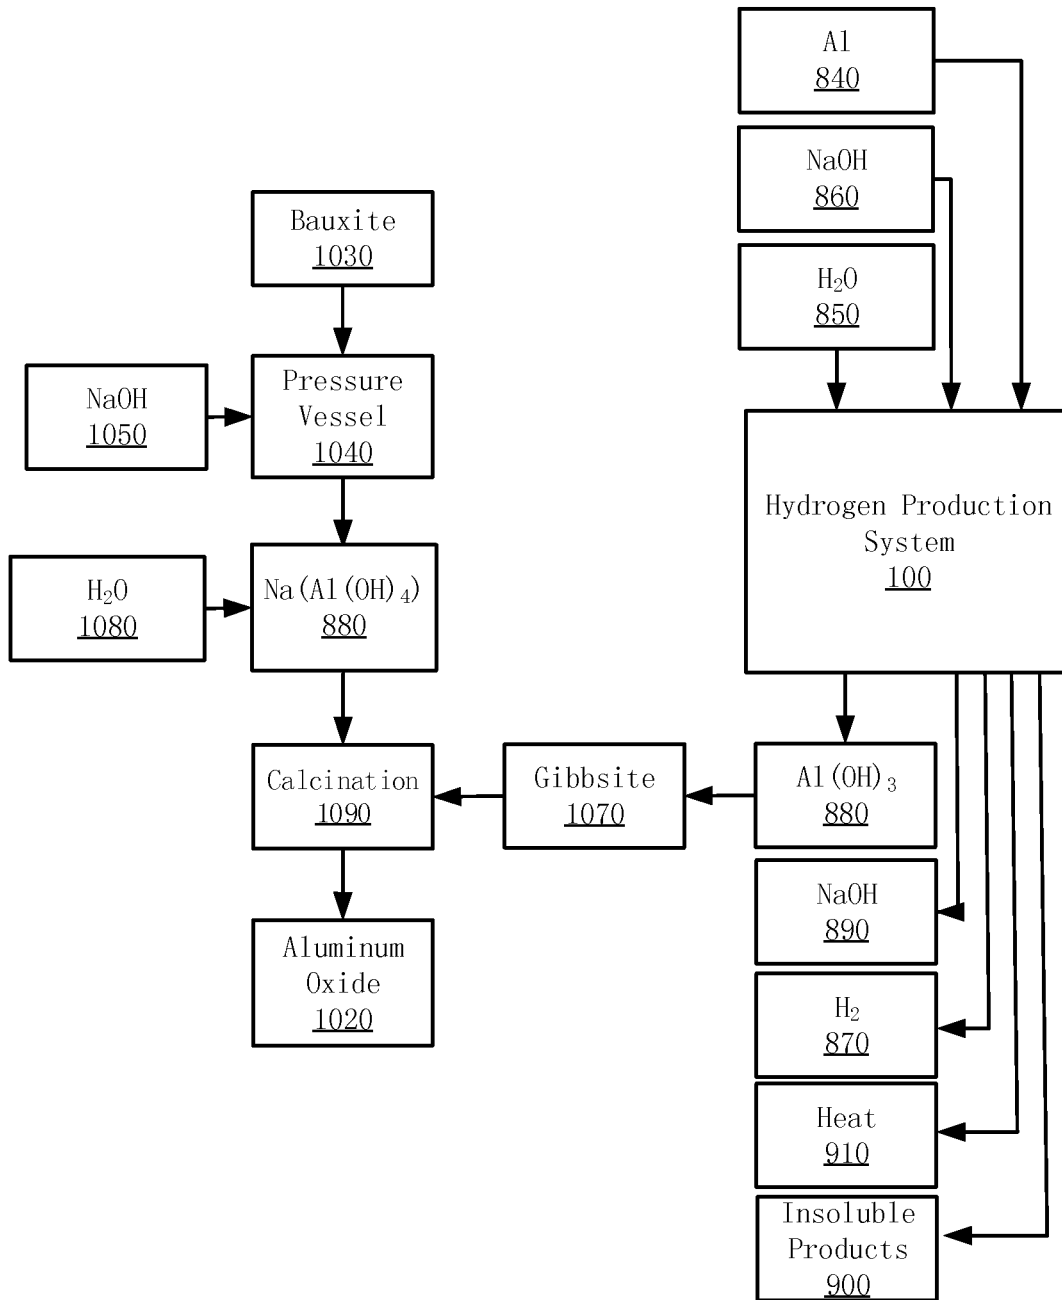 Al
840
NaOH
860
H₂O
850
Bauxite
1030
Pressure
Vessel
1040
NaOH
1050
Hydrogen Production
System
100
H₂O
1080
Na(Al(OH)₄)
880
Calcination
1090
Gibbsite
1070
Al(OH)₃
880
NaOH
890
Aluminum
Oxide
1020
H₂
870
Heat
910
Insoluble
Products
900